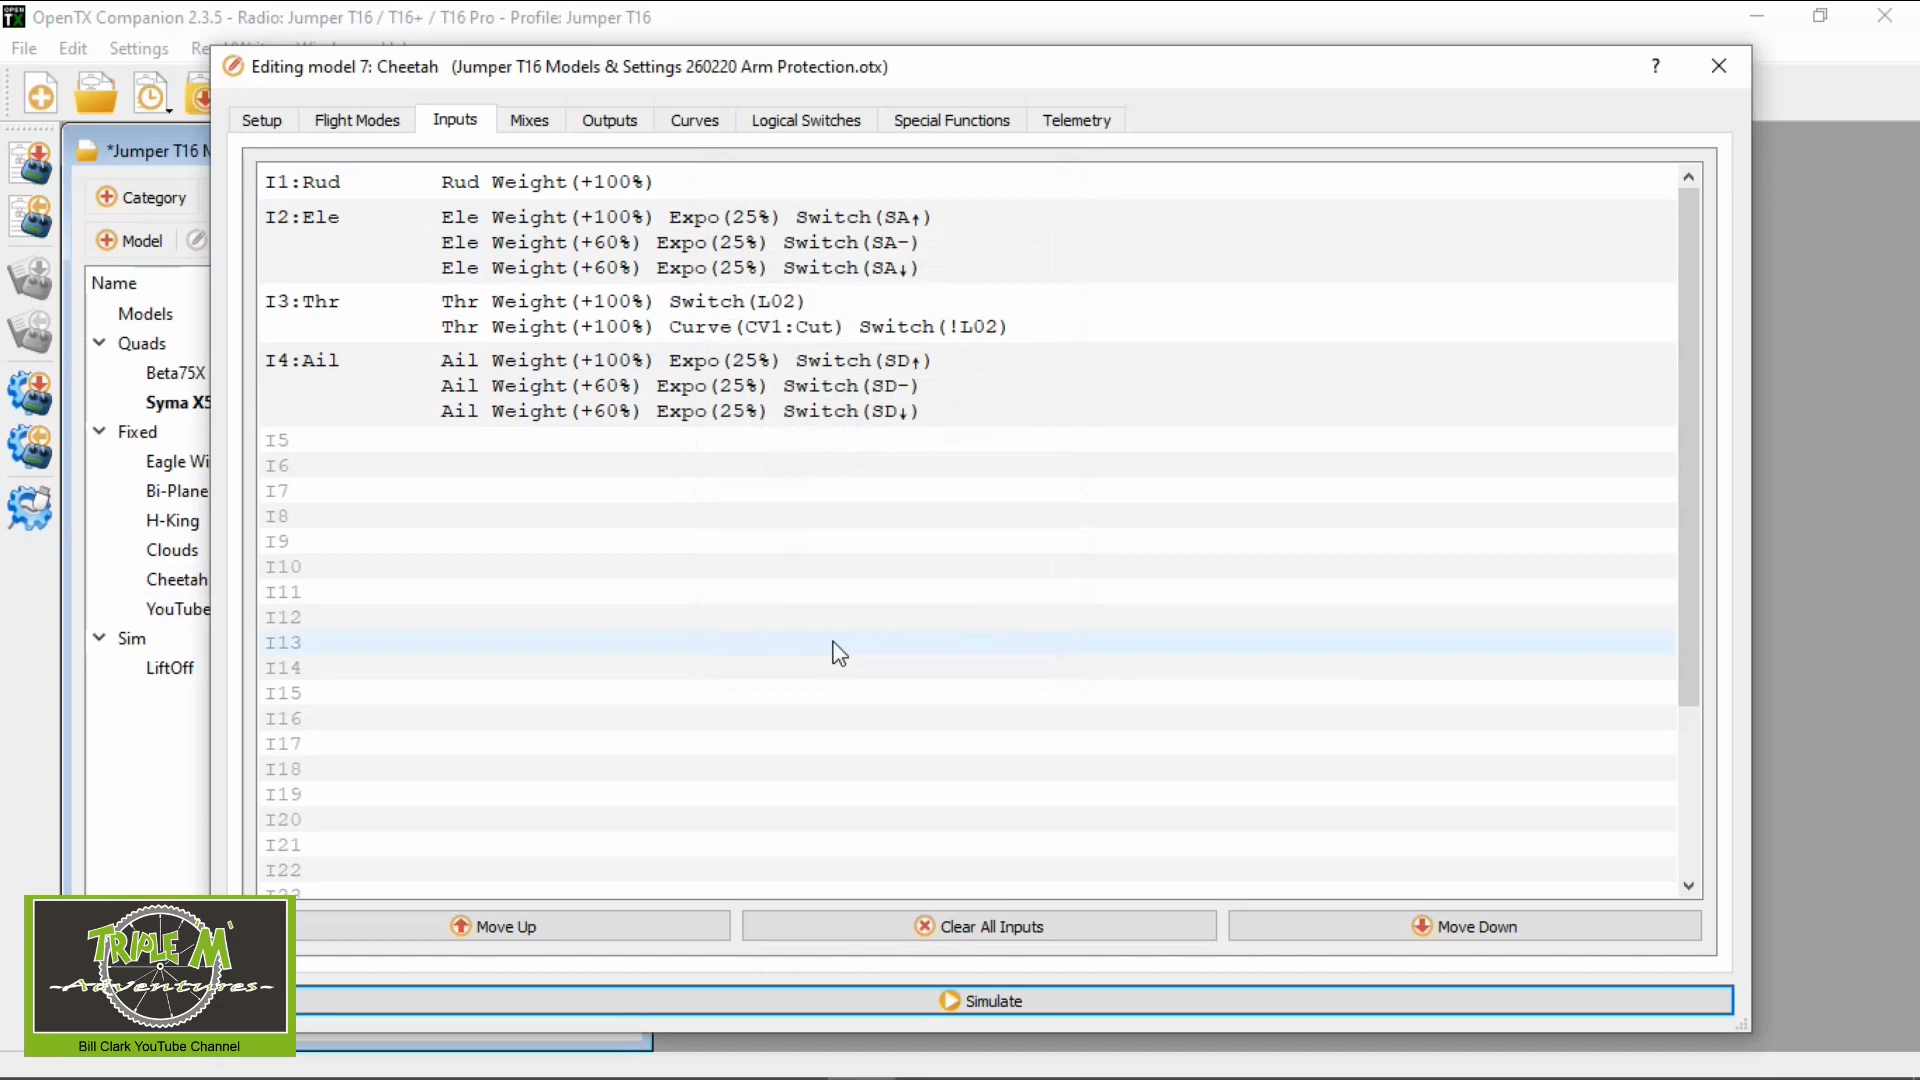 OpenTX Companion 2.3.5 - Radio: Jumper T16 / T16+ / T16 Pro - Profile: Jumper T16
File Edit Settings
Editing model 7: Cheetah (Jumper T16 Models & Settings 260220 Arm Protection.otx)
Setup Flight Modes Inputs Mixes Outputs Curves Logical Switches Special Functions Telemetry
*Jumper T16
Category
Model
Name
Models
Quads
Beta75X
Syma X5
Fixed
Eagle Wi
Bi-Plane
H-King
Clouds
Cheetah
YouTube
Sim
LiftOff
I1:Rud Rud Weight(+100%)
I2:Ele Ele Weight(+100%) Expo(25%) Switch(SA↑)
Ele Weight(+60%) Expo(25%) Switch(SA-)
Ele Weight(+60%) Expo(25%) Switch(SA↓)
I3:Thr Thr Weight(+100%) Switch(L02)
Thr Weight(+100%) Curve(CV1:Cut) Switch(!L02)
I4:Ail Ail Weight(+100%) Expo(25%) Switch(SD↑)
Ail Weight(+60%) Expo(25%) Switch(SD-)
Ail Weight(+60%) Expo(25%) Switch(SD↓)
I5
I6
I7
I8
I9
I10
I11
I12
I13
I14
I15
I16
I17
I18
I19
I20
I21
I22
I23
Move Up Clear All Inputs Move Down
Simulate
TRIPLE M'
-Adventures-
Bill Clark YouTube Channel